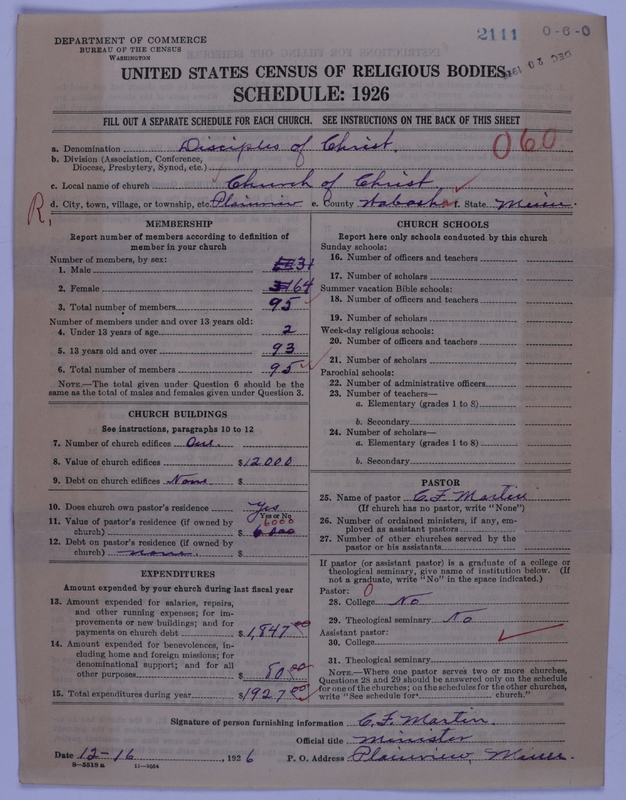 2111 0-6-0
DEPARTMENT OF COMMERCE
BUREAU OF THE CENSUS
WASHINGTON
DEC 20
UNITED STATES CENSUS OF RELIGIOUS BODIES
SCHEDULE: 1926
FILL OUT A SEPARATE SCHEDULE FOR EACH CHURCH. SEE INSTRUCTIONS ON THE BACK OF THIS SHEET
a. Denomination Disciples of Christ. 060
b. Division (Association, Conference,
Diocese, Presbytery, Synod, etc.)
c. Local name of church Church of Christ
R, d. City, town, village, or township, etc. Plainview e. County Wabasha f. State Minn.
MEMBERSHIP
Report number of members according to definition of
member in your church
Number of members, by sex:
1. Male 31
2. Female 64
3. Total number of members 95
Number of members under and over 13 years old:
4. Under 13 years of age 2
5. 13 years old and over 93
6. Total number of members 95
NOTE.—The total given under Question 6 should be
same as the total of males and females given under Question 3.
CHURCH BUILDINGS
See instructions, paragraphs 10 to 12
7. Number of church edifices One
8. Value of church edifices $12000
9. Debt on church edifices None $
10. Does church own pastor's residence Yes
Yes or No
11. Value of pastor's residence (if owned by 6000
church) $ 6000
12. Debt on pastor's residence (if owned by
church) none $
EXPENDITURES
Amount expended by your church during last fiscal year
13. Amount expended for salaries, repairs,
and other running expenses; for im-
provements or new buildings; and for
payments on church debt $1,847 00
14. Amount expended for benevolences, in-
cluding home and foreign missions; for
denominational support; and for all
other purposes $ 80 00
15. Total expenditures during year $1927 00
CHURCH SCHOOLS
Report here only schools conducted by this church
Sunday schools:
16. Number of officers and teachers
17. Number of scholars
Summer vacation Bible schools:
18. Number of officers and teachers
19. Number of scholars
Week-day religious schools:
20. Number of officers and teachers
21. Number of scholars
Parochial schools:
22. Number of administrative officers
23. Number of teachers—
a. Elementary (grades 1 to 8)
b. Secondary
24. Number of scholars—
a. Elementary (grades 1 to 8)
b. Secondary
PASTOR
25. Name of pastor C. F. Martin
(If church has no pastor, write "None")
26. Number of ordained ministers, if any, em-
ployed as assistant pastors
27. Number of other churches served by the
pastor or his assistants
If pastor (or assistant pastor) is a graduate of a college or
theological seminary, give name of institution below. (If
not a graduate, write "No" in the space indicated.)
Pastor: 0
28. College No
29. Theological seminary No
Assistant pastor:
30. College
31. Theological seminary
NOTE.—Where one pastor serves two or more churches,
Questions 28 and 29 should be answered only on the schedule
for one of the churches; on the schedules for the other churches,
write "See schedule for church."
Signature of person furnishing information C. F. Martin.
Official title Minister
Date 12-16, 1926 P. O. Address Plainview, Minn.
8-5519 a 11-9064